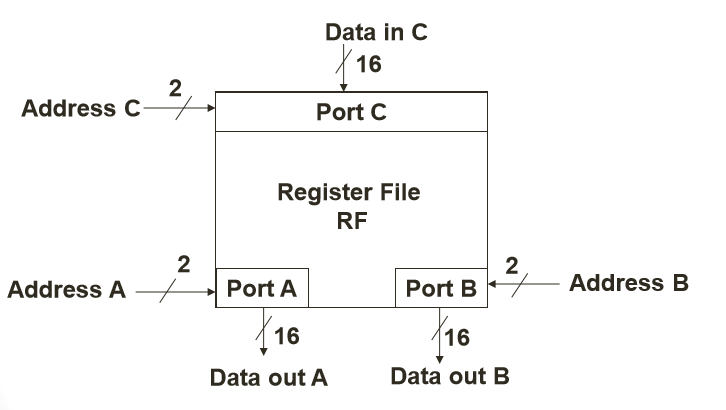 Data in C
16
2
Address C
Port C
Register File
RF
2
Address A
Port A
Port B
2
Address B
16
16
Data out A
Data out B